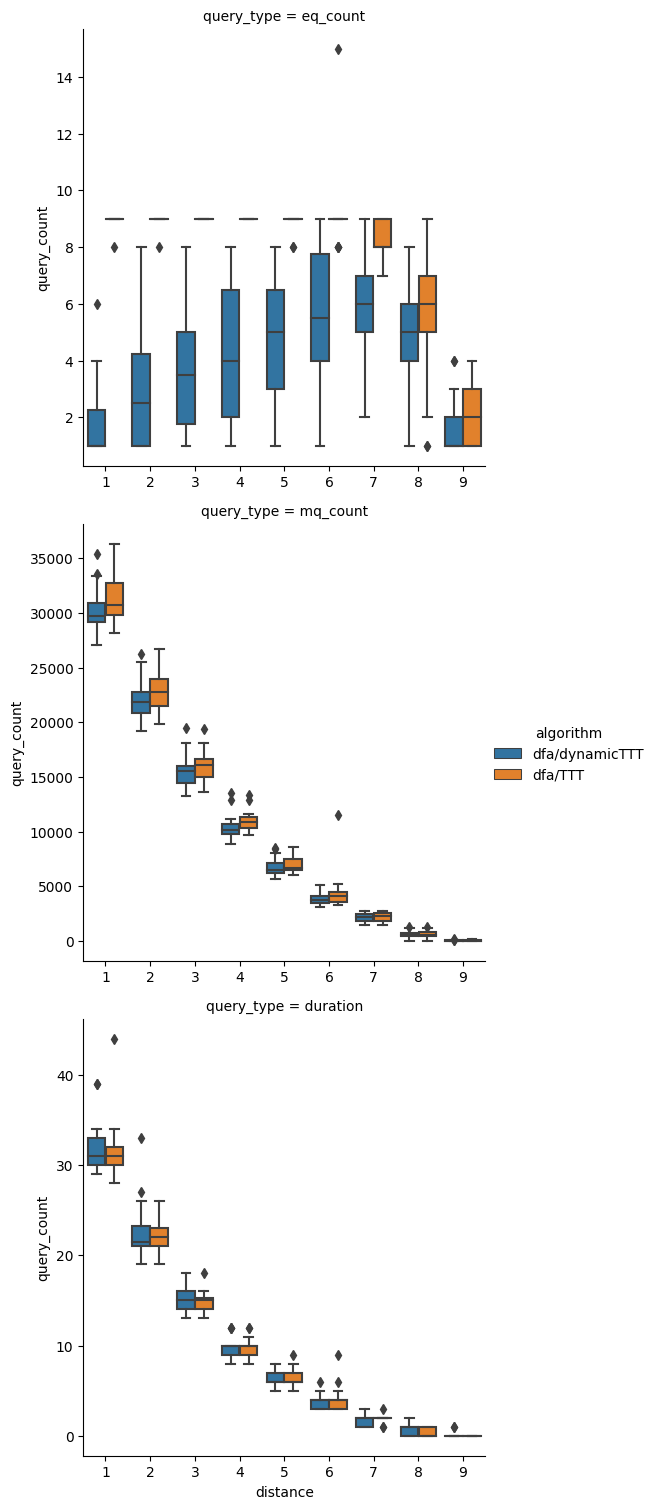 query_type = eq_count
query_count
14
12
10
8
6
4
2
1 2 3 4 5 6 7 8 9
query_type = mq_count
query_count
35000
30000
25000
20000
15000
10000
5000
0
1 2 3 4 5 6 7 8 9
algorithm
dfa/dynamicTTT
dfa/TTT
query_type = duration
query_count
40
30
20
10
0
1 2 3 4 5 6 7 8 9
distance